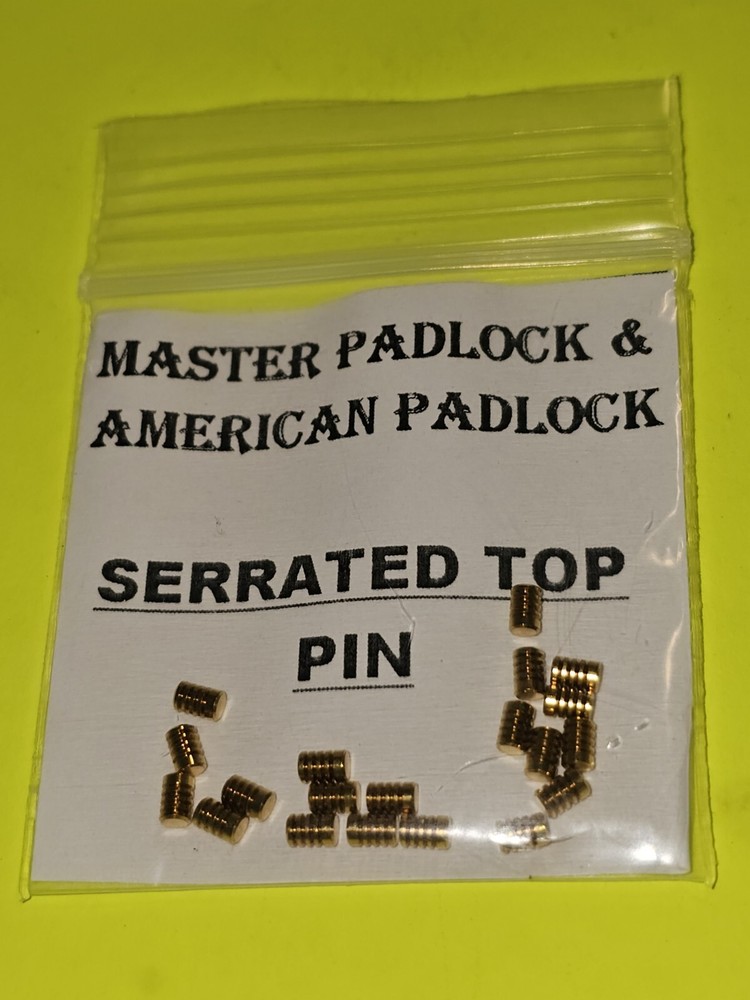 MASTER PADLOCK &
AMERICAN PADLOCK
SERRATED TOP
PIN